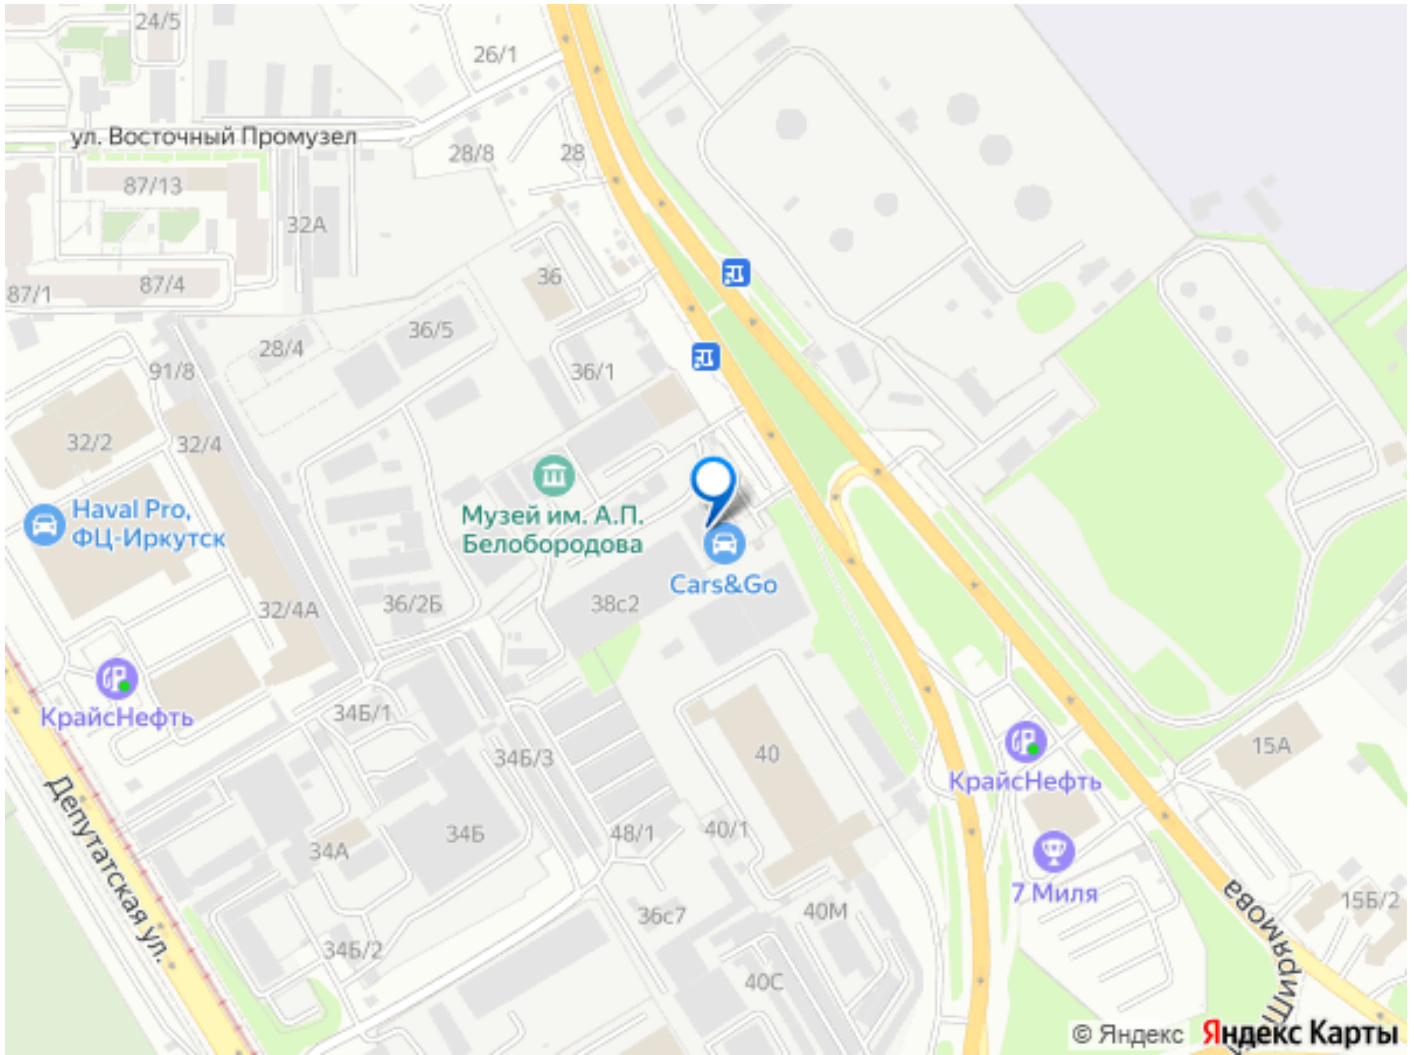 24/5
26/1
ул. Восточный Промузел
28/8
28
87/13
32А
36
87/1
87/4
36/5
28/4
91/8
36/1
32/2
32/4
Haval Pro,
ФЦ-Иркутск
Музей им. А.П.
Белобородова
Cars&Go
32/4А
36/2Б
38с2
КрайсНефть
34Б/1
34Б/3
40
15А
КрайсНефть
Депутатская ул.
34А
34Б
48/1
40/1
7 Миля
15Б/2
36с7
40М
34Б/2
40С
Ширямова
© Яндекс
Яндекс Карты